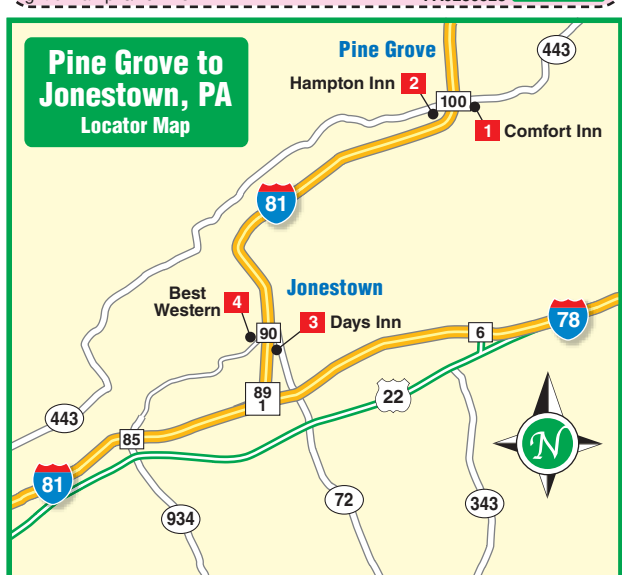 Pine Grove to
Jonestown, PA
Locator Map
Pine Grove
443
Hampton Inn 2
100
1 Comfort Inn
81
Jonestown
Best
Western 4
3 Days Inn
90
6
78
89
1
22
443
85
81
934
72
343
N